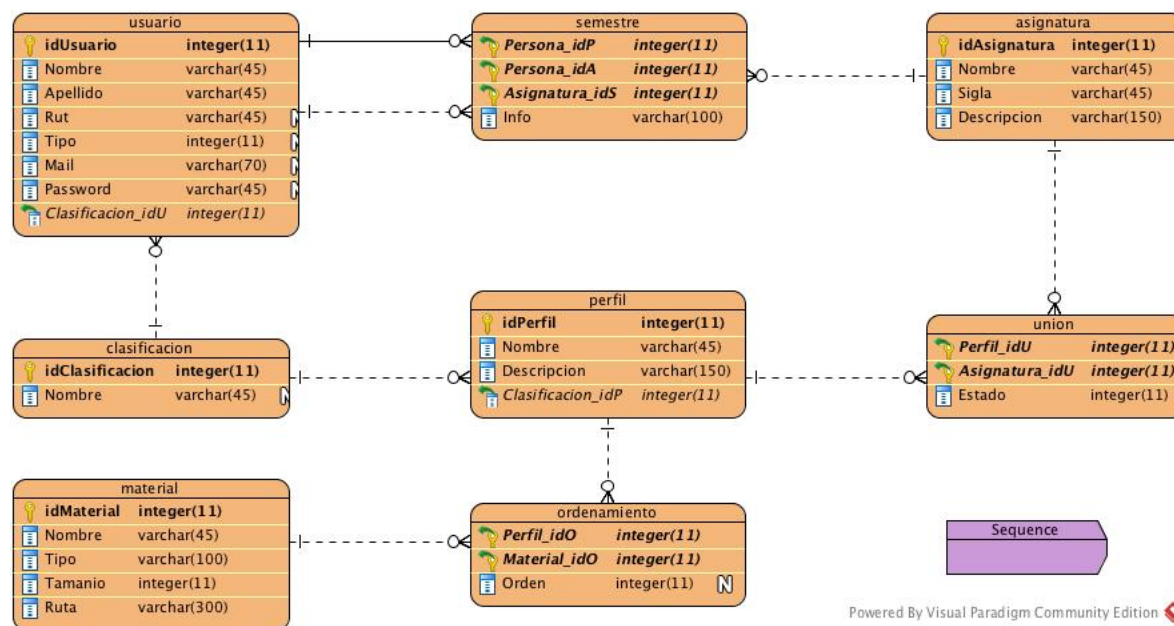 usuario
idUsuario integer(11)
Nombre varchar(45)
Apellido varchar(45)
Rut varchar(45) N
Tipo integer(11) N
Mail varchar(70) N
Password varchar(45) N
Clasificacion_idU integer(11)
semestre
Persona_idP integer(11)
Persona_idA integer(11)
Asignatura_idS integer(11)
Info varchar(100)
asignatura
idAsignatura integer(11)
Nombre varchar(45)
Sigla varchar(45)
Descripcion varchar(150)
clasificacion
idClasificacion integer(11)
Nombre varchar(45) N
perfil
idPerfil integer(11)
Nombre varchar(45)
Descripcion varchar(150)
Clasificacion_idP integer(11)
union
Perfil_idU integer(11)
Asignatura_idU integer(11)
Estado integer(11)
material
idMaterial integer(11)
Nombre varchar(45)
Tipo varchar(100)
Tamanio integer(11)
Ruta varchar(300)
ordenamiento
Perfil_idO integer(11)
Material_idO integer(11)
Orden integer(11) N
Sequence
Powered By Visual Paradigm Community Edition